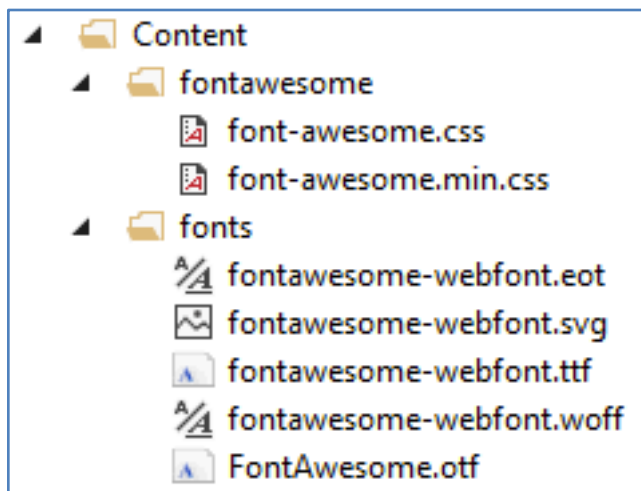 Content
fontawesome
font-awesome.css
font-awesome.min.css
fonts
fontawesome-webfont.eot
fontawesome-webfont.svg
fontawesome-webfont.ttf
fontawesome-webfont.woff
FontAwesome.otf